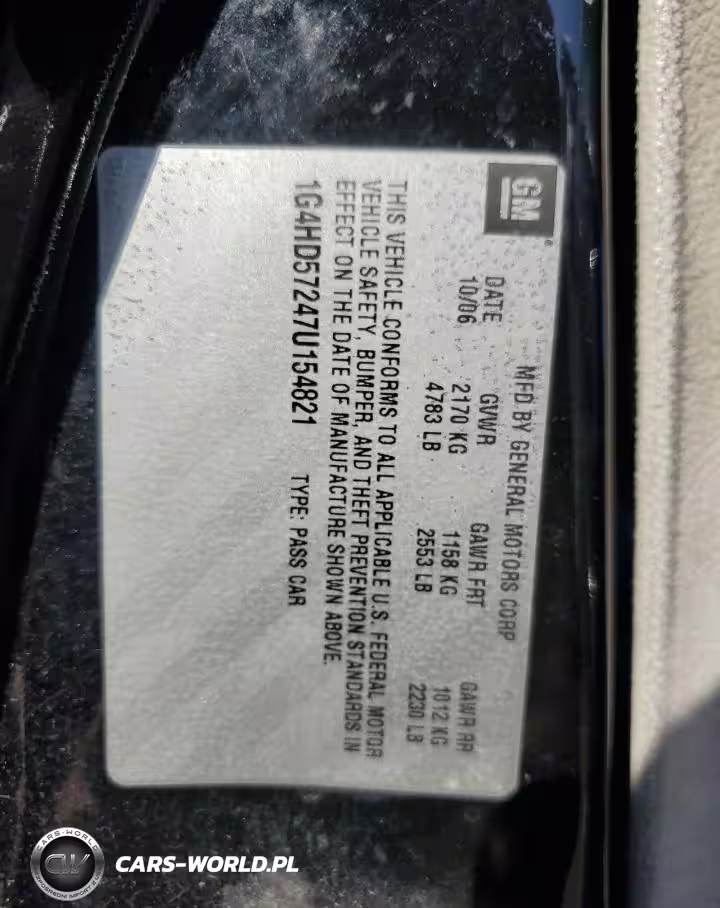 GM
MFD BY GENERAL MOTORS CORP
DATE GVWR GAWR FRT GAWR RR
10/06 2170 KG 1158 KG 1012 KG
4783 LB 2553 LB 2230 LB
THIS VEHICLE CONFORMS TO ALL APPLICABLE U.S. FEDERAL MOTOR
VEHICLE SAFETY, BUMPER, AND THEFT PREVENTION STANDARDS IN
EFFECT ON THE DATE OF MANUFACTURE SHOWN ABOVE.
1G4HD57247U154821 TYPE: PASS CAR
CARS-WORLD
CW
CARS-WORLD.PL